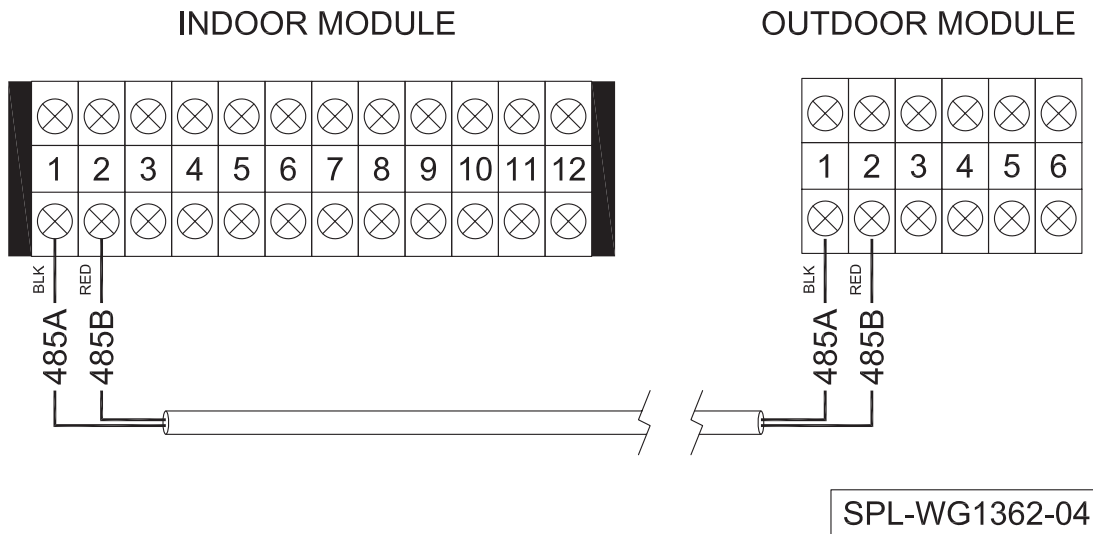 INDOOR MODULE
OUTDOOR MODULE
1 2 3 4 5 6 7 8 9 10 11 12
1 2 3 4 5 6
BLK
RED
485A
485B
BLK
RED
485A
485B
SPL-WG1362-04